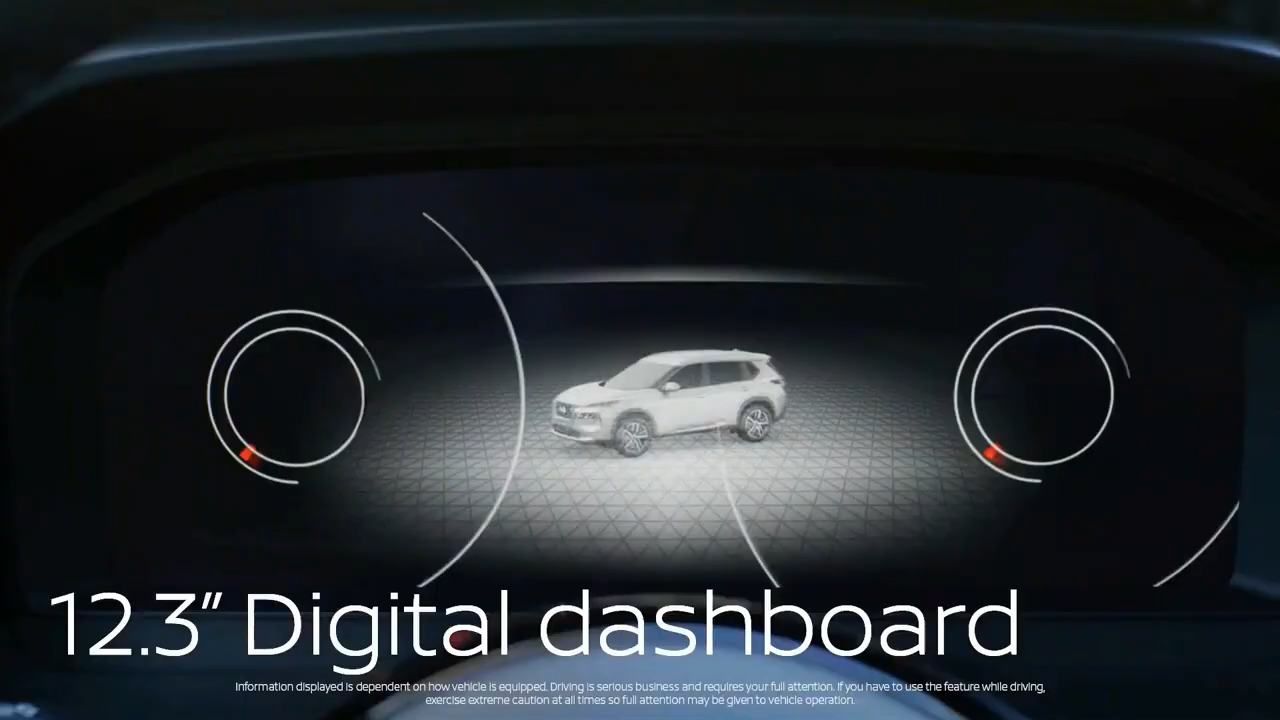 12.3” Digital dashboard
Information displayed is dependent on how vehicle is equipped. Driving is serious business and requires your full attention. If you have to use the feature while driving,
exercise extreme caution at all times so full attention may be given to vehicle operation.